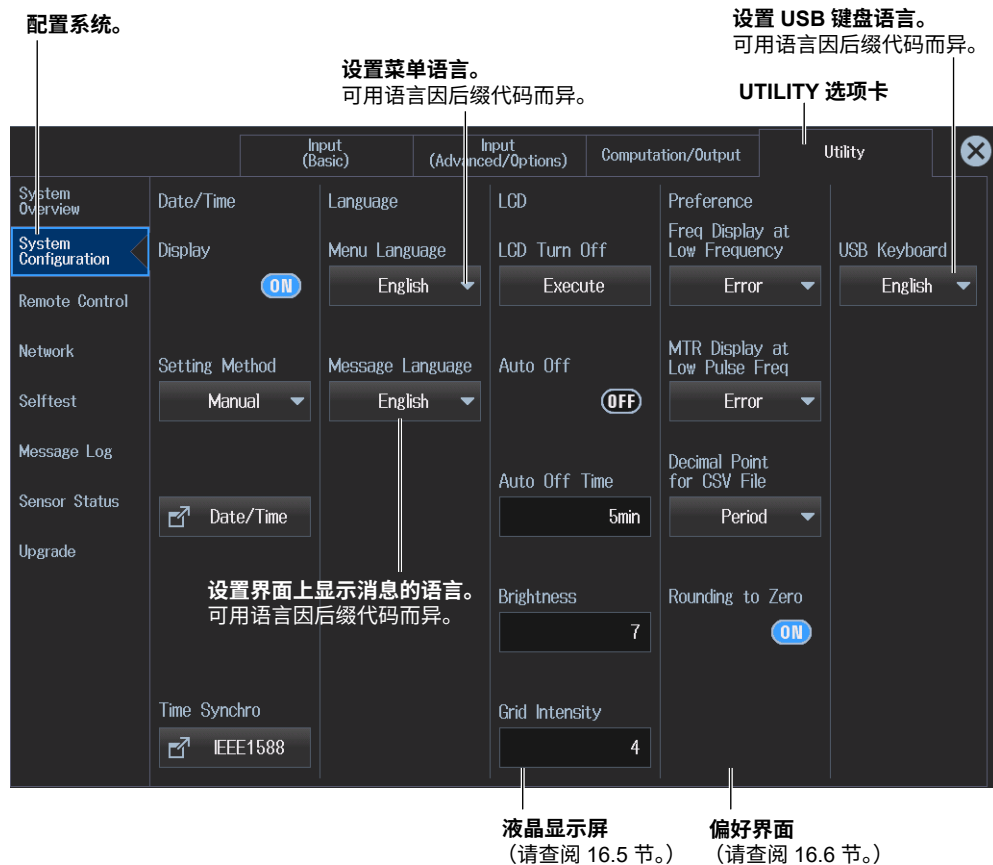 配置系统。
设置 USB 键盘语言。
可用语言因后缀代码而异。
设置菜单语言。
可用语言因后缀代码而异。
UTILITY 选项卡
Input
(Basic)
Input
(Advanced/Options)
Computation/Output
Utility
System
Overview
System
Configuration
Remote Control
Network
Selftest
Message Log
Sensor Status
Upgrade
Date/Time
Display
ON
Setting Method
Manual
Date/Time
Time Synchro
IEEE1588
Language
Menu Language
English
Message Language
English
设置界面上显示消息的语言。
可用语言因后缀代码而异。
LCD
LCD Turn Off
Execute
Auto Off
OFF
Auto Off Time
5min
Brightness
7
Grid Intensity
4
Preference
Freq Display at
Low Frequency
Error
MTR Display at
Low Pulse Freq
Error
Decimal Point
for CSV File
Period
Rounding to Zero
ON
USB Keyboard
English
液晶显示屏
（请查阅 16.5 节。）
偏好界面
（请查阅 16.6 节。）